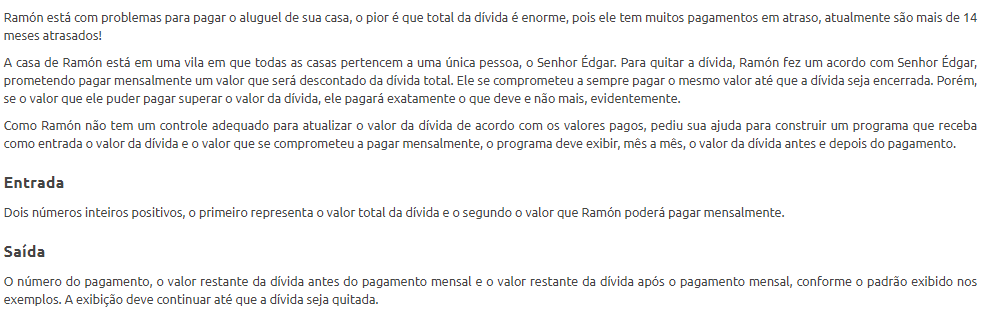 Ramón está com problemas para pagar o aluguel de sua casa, o pior é que total da dívida é enorme, pois ele tem muitos pagamentos em atraso, atualmente são mais de 14
meses atrasados!
A casa de Ramón está em uma vila em que todas as casas pertencem a uma única pessoa, o Senhor Édgar. Para quitar a dívida, Ramón fez um acordo com Senhor Édgar,
prometendo pagar mensalmente um valor que será descontado da dívida total. Ele se comprometeu a sempre pagar o mesmo valor até que a dívida seja encerrada. Porém,
se o valor que ele puder pagar superar o valor da dívida, ele pagará exatamente o que deve e não mais, evidentemente.
Como Ramón não tem um controle adequado para atualizar o valor da dívida de acordo com os valores pagos, pediu sua ajuda para construir um programa que receba
como entrada o valor da dívida e o valor que se comprometeu a pagar mensalmente, o programa deve exibir, mês a mês, o valor da dívida antes e depois do pagamento.
Entrada
Dois números inteiros positivos, o primeiro representa o valor total da dívida e o segundo o valor que Ramón poderá pagar mensalmente.
Saída
O número do pagamento, o valor restante da dívida antes do pagamento mensal e o valor restante da dívida após o pagamento mensal, conforme o padrão exibido nos
exemplos. A exibição deve continuar até que a dívida seja quitada.